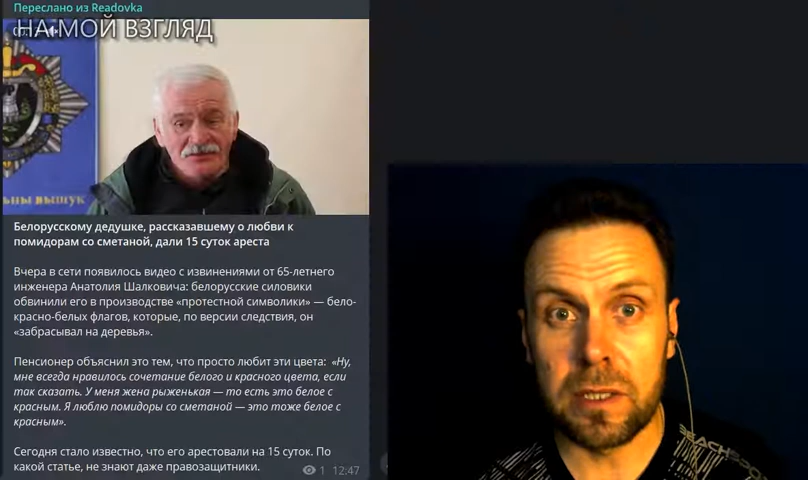 Переслано из Readovka
НА МОЙ ВЗГЛЯД
ьны вышук
Белорусскому дедушке, рассказавшему о любви к
помидорам со сметаной, дали 15 суток ареста
Вчера в сети появилось видео с извинениями от 65-летнего
инженера Анатолия Шалковича: белорусские силовики
обвинили его в производстве «протестной символики» — бело-
красно-белых флагов, которые, по версии следствия, он
«забрасывал на деревья».
Пенсионер объяснил это тем, что просто любит эти цвета: «Ну,
мне всегда нравилось сочетание белого и красного цвета, если
так сказать. У меня жена рыженькая — то есть это белое с
красным. Я люблю помидоры со сметаной — это тоже белое с
красным».
Сегодня стало известно, что его арестовали на 15 суток. По
какой статье, не знают даже правозащитники.
1 12:47